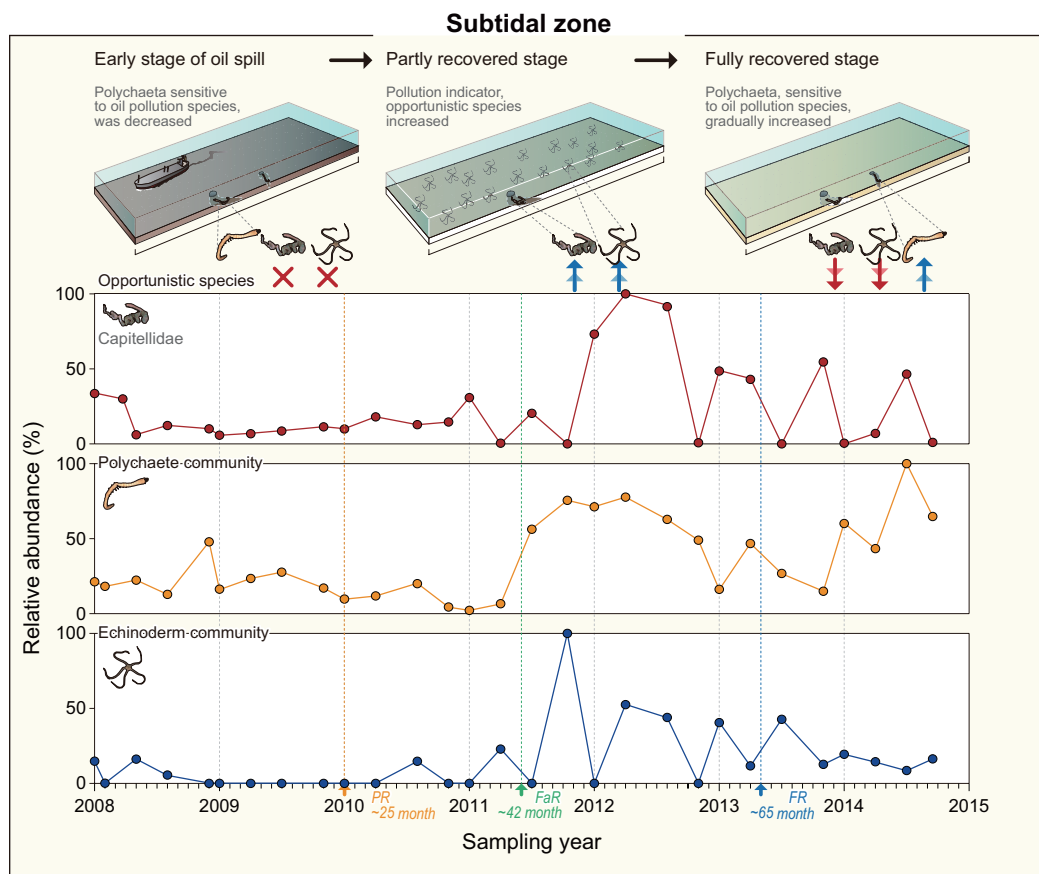 Subtidal zone
Early stage of oil spill
Partly recovered stage
Fully recovered stage
Polychaeta sensitive
to oil pollution species,
was decreased
Pollution indicator,
opportunistic species
increased
Polychaeta, sensitive
to oil pollution species,
gradually increased
Opportunistic species
100
Capitellidae
50
0
Polychaete community
100
50
0
Echinoderm community
100
50
0
Relative abundance (%)
2008
2009
2010
2011
2012
2013
2014
2015
PR
~25 month
FaR
~42 month
FR
~65 month
Sampling year